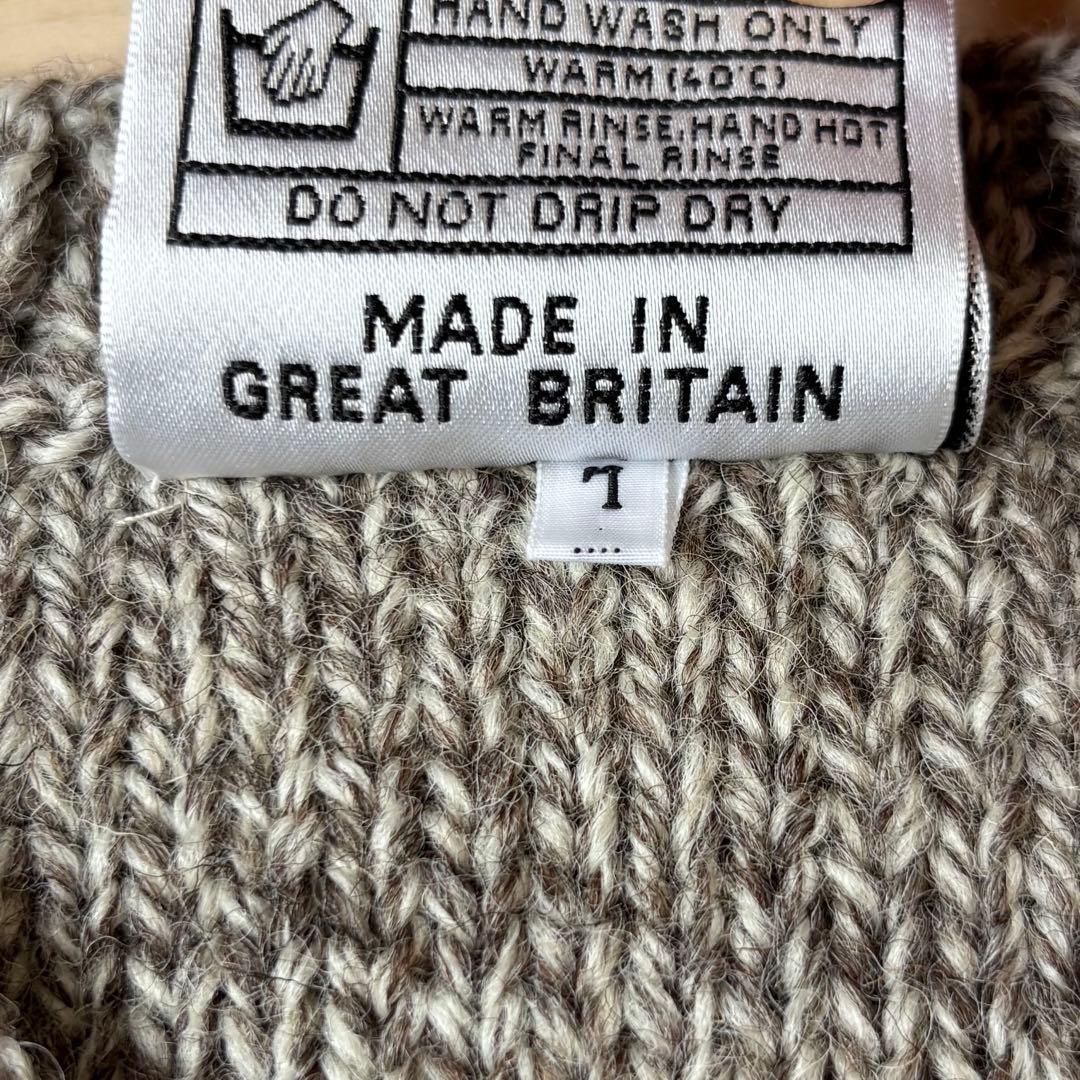 HAND WASH ONLY
WARM (40°C)
WARM RINSE, HAND HOT
FINAL RINSE
DO NOT DRIP DRY
MADE IN
GREAT BRITAIN
L